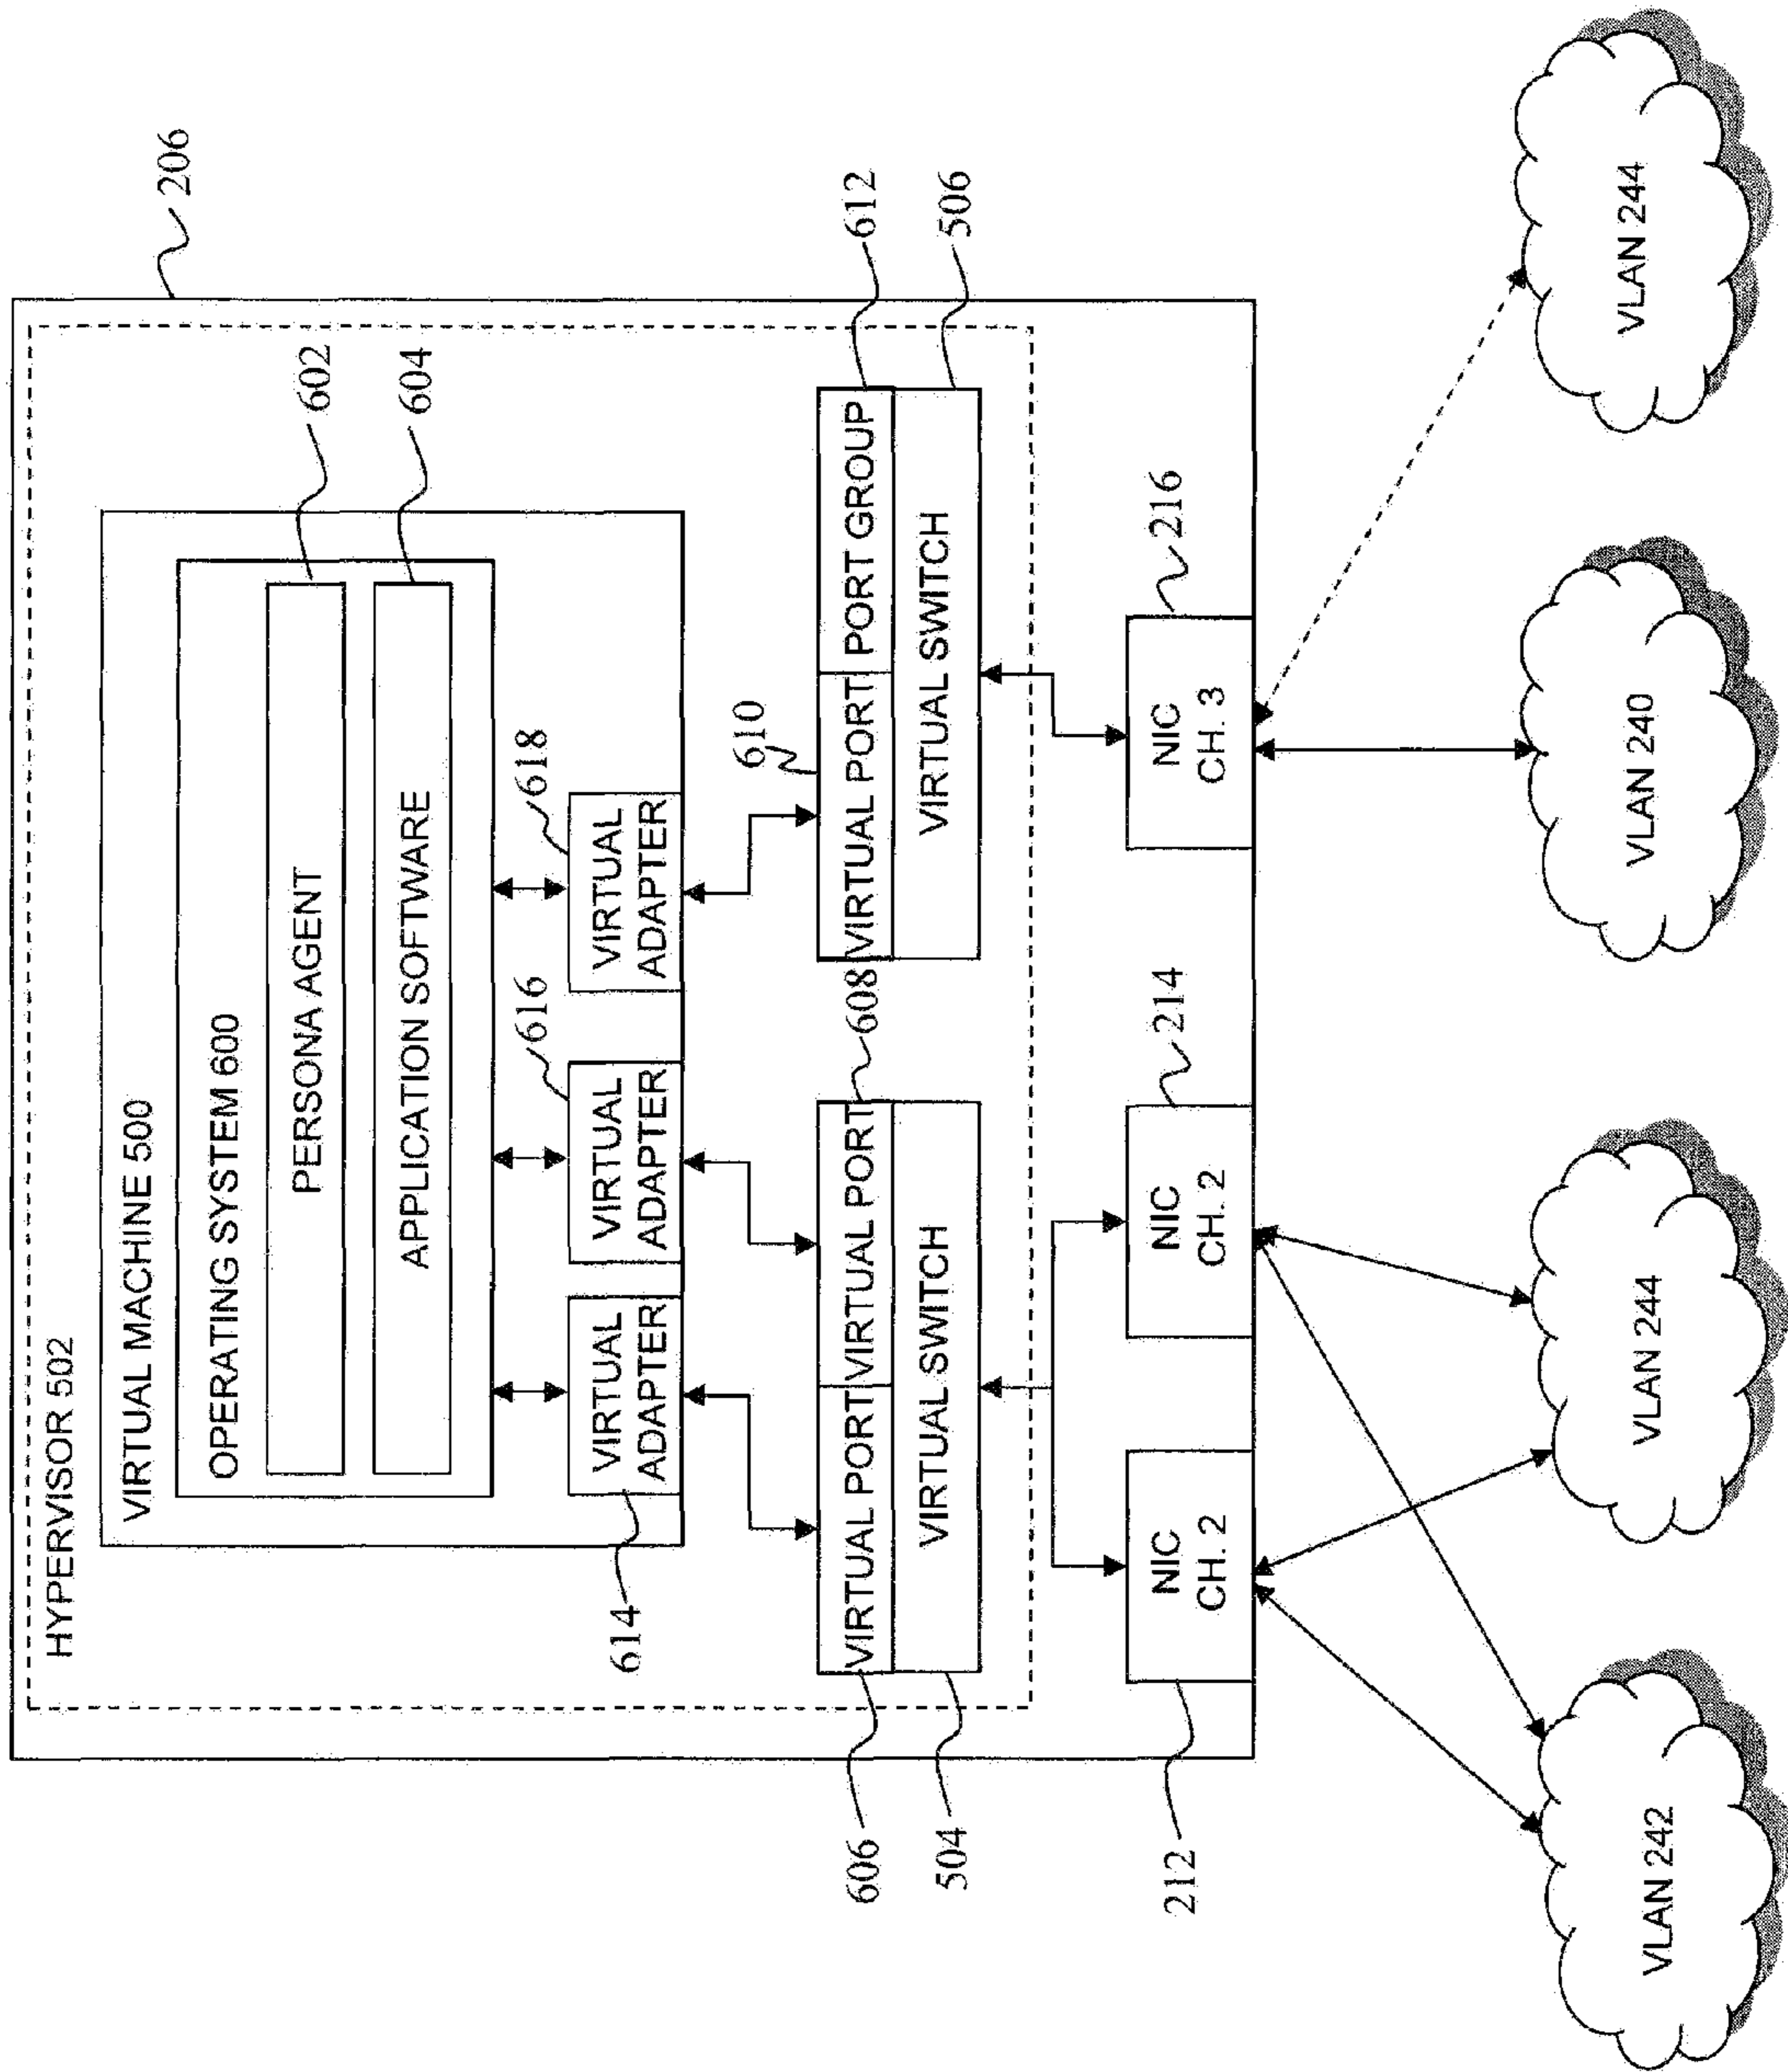 206
HYPERVISOR 502
VIRTUAL MACHINE 500
OPERATING SYSTEM 600
PERSONA AGENT
602
APPLICATION SOFTWARE
604
614
VIRTUAL
ADAPTER
616
VIRTUAL
ADAPTER
618
VIRTUAL
ADAPTER
606
VIRTUAL PORT
VIRTUAL PORT
608
610
VIRTUAL PORT
PORT GROUP
612
504
VIRTUAL SWITCH
VIRTUAL SWITCH
506
212
NIC
CH. 2
214
NIC
CH. 2
216
NIC
CH. 3
VLAN 242
VLAN 244
VLAN 240
VLAN 244